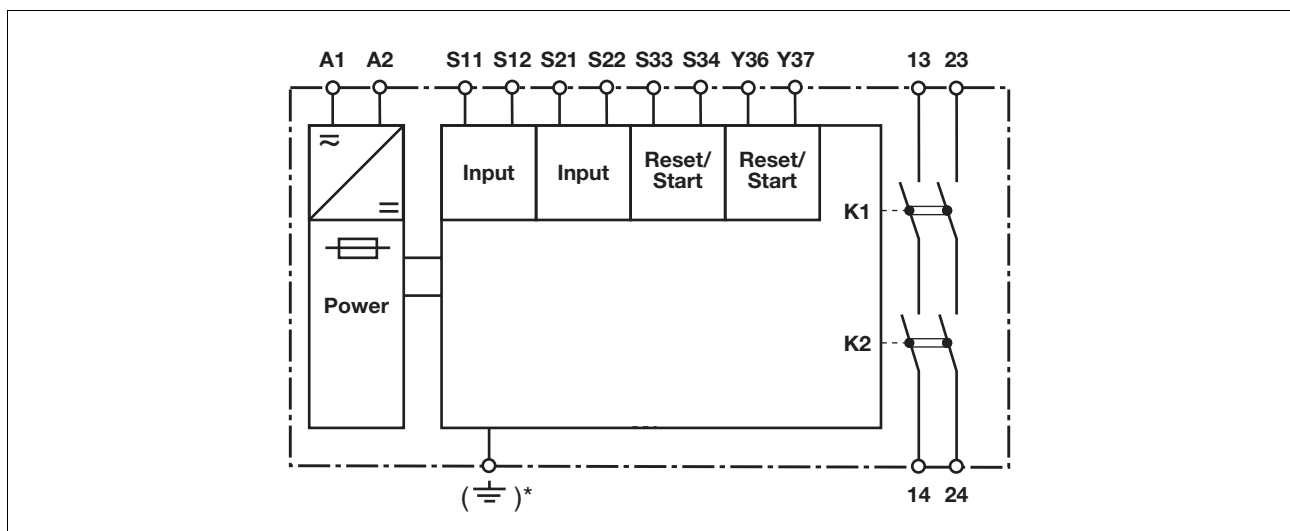 A1 A2 S11 S12 S21 S22 S33 S34 Y36 Y37 13 23
Input Input Reset/ Reset/
Start Start
K1
Power
K2
( )*
14 24